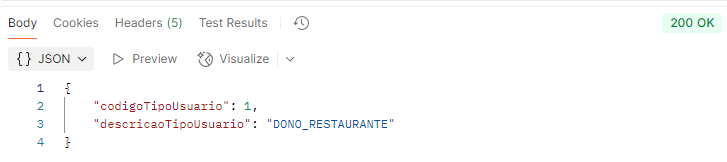 Body Cookies Headers (5) Test Results 200 OK
{} JSON Preview Visualize
1 {
2 "codigoTipoUsuario": 1,
3 "descricaoTipoUsuario": "DONO_RESTAURANTE"
4 }